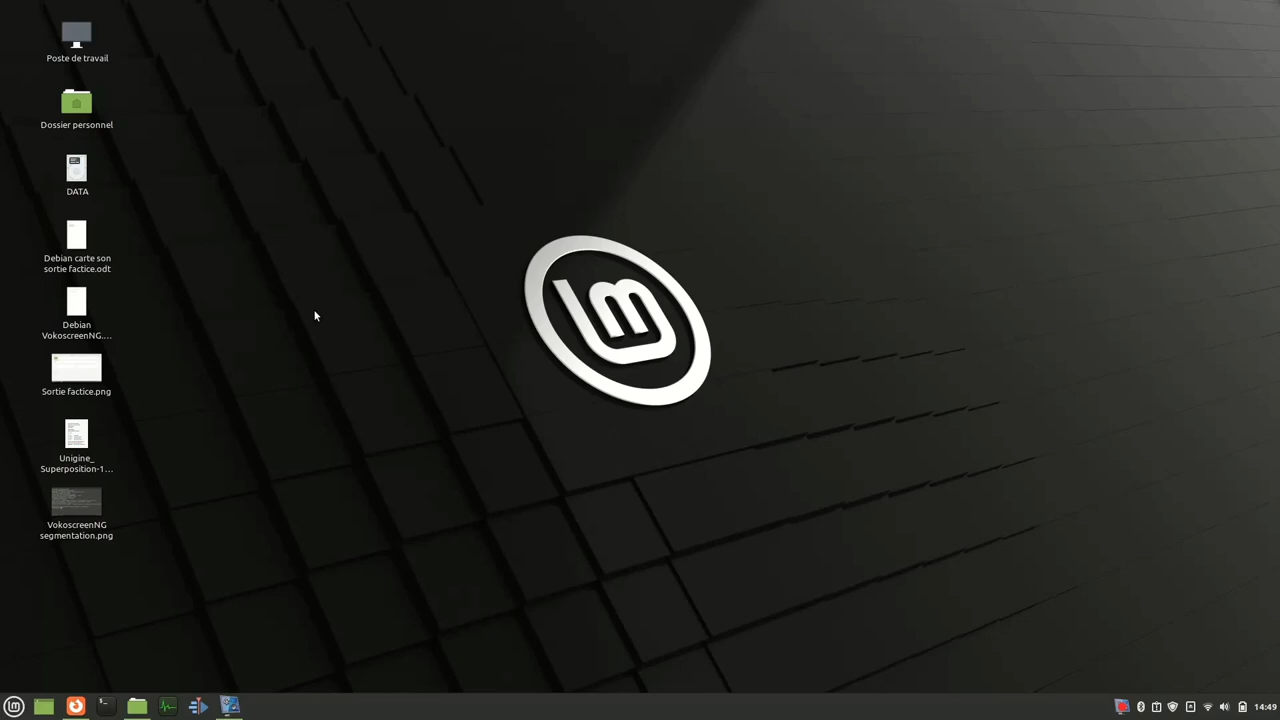 Poste de travail
Dossier personnel
DATA
Debian carte son
sortie factice.odt
Debian
VokoscreenNG....
Sortie factice.png
Unigine_
Superposition-1...
VokoscreenNG
segmentation.png
lm
14:49